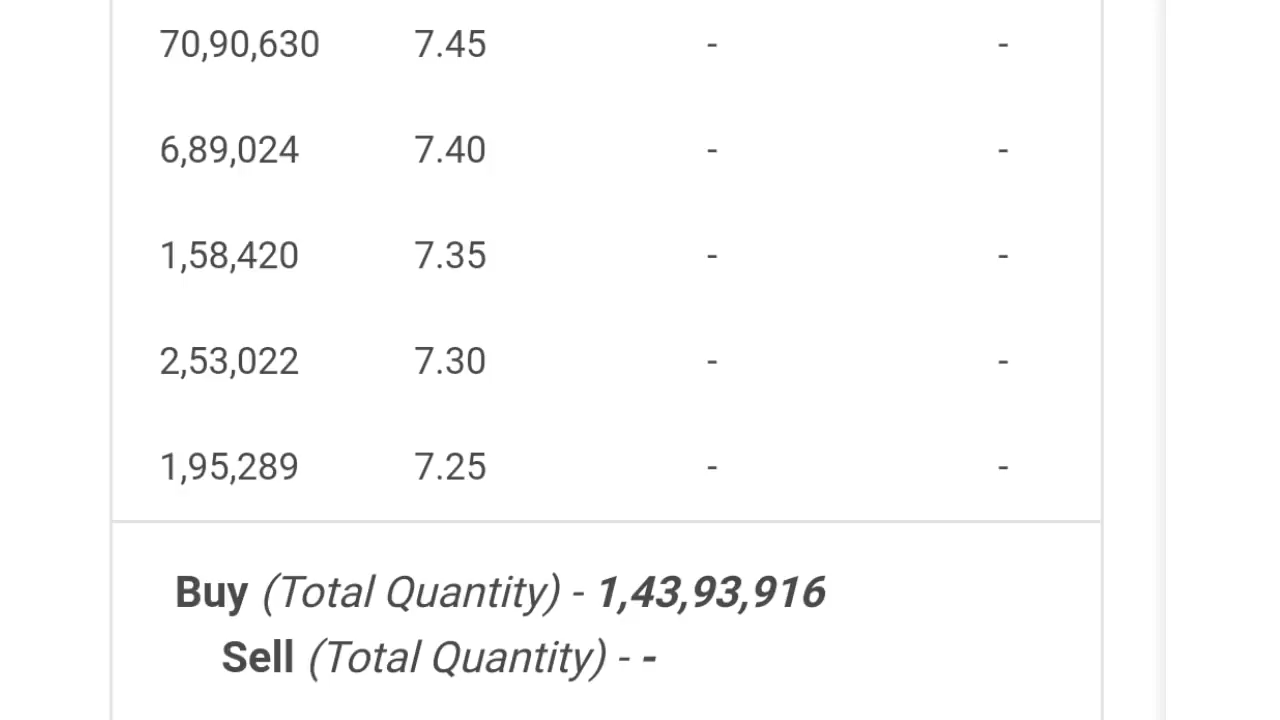 70,90,630 7.45 - -
6,89,024 7.40 - -
1,58,420 7.35 - -
2,53,022 7.30 - -
1,95,289 7.25 - -
Buy (Total Quantity) - 1,43,93,916
Sell (Total Quantity) - -